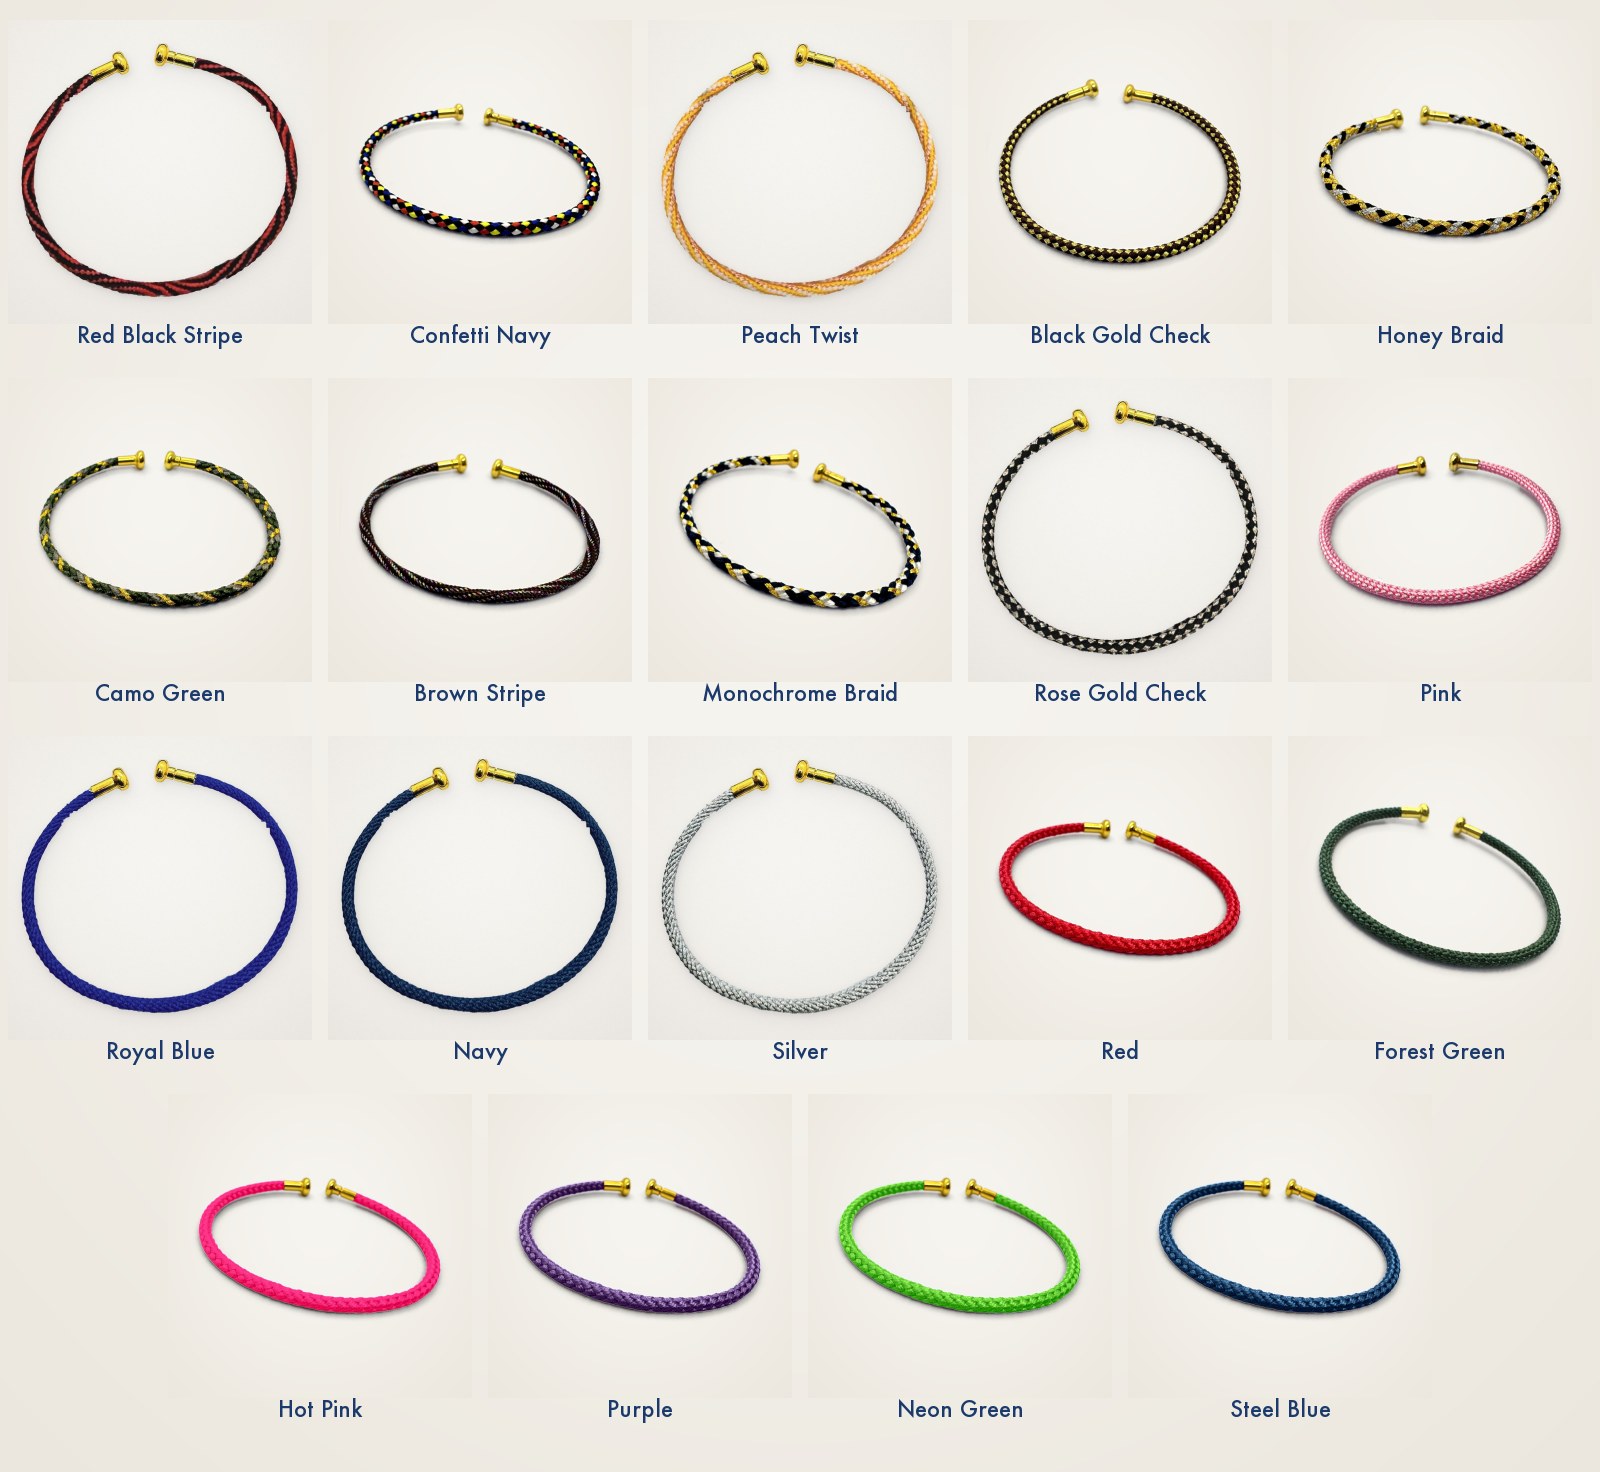 Red Black Stripe
Confetti Navy
Peach Twist
Black Gold Check
Honey Braid
Camo Green
Brown Stripe
Monochrome Braid
Rose Gold Check
Pink
Royal Blue
Navy
Silver
Red
Forest Green
Hot Pink
Purple
Neon Green
Steel Blue